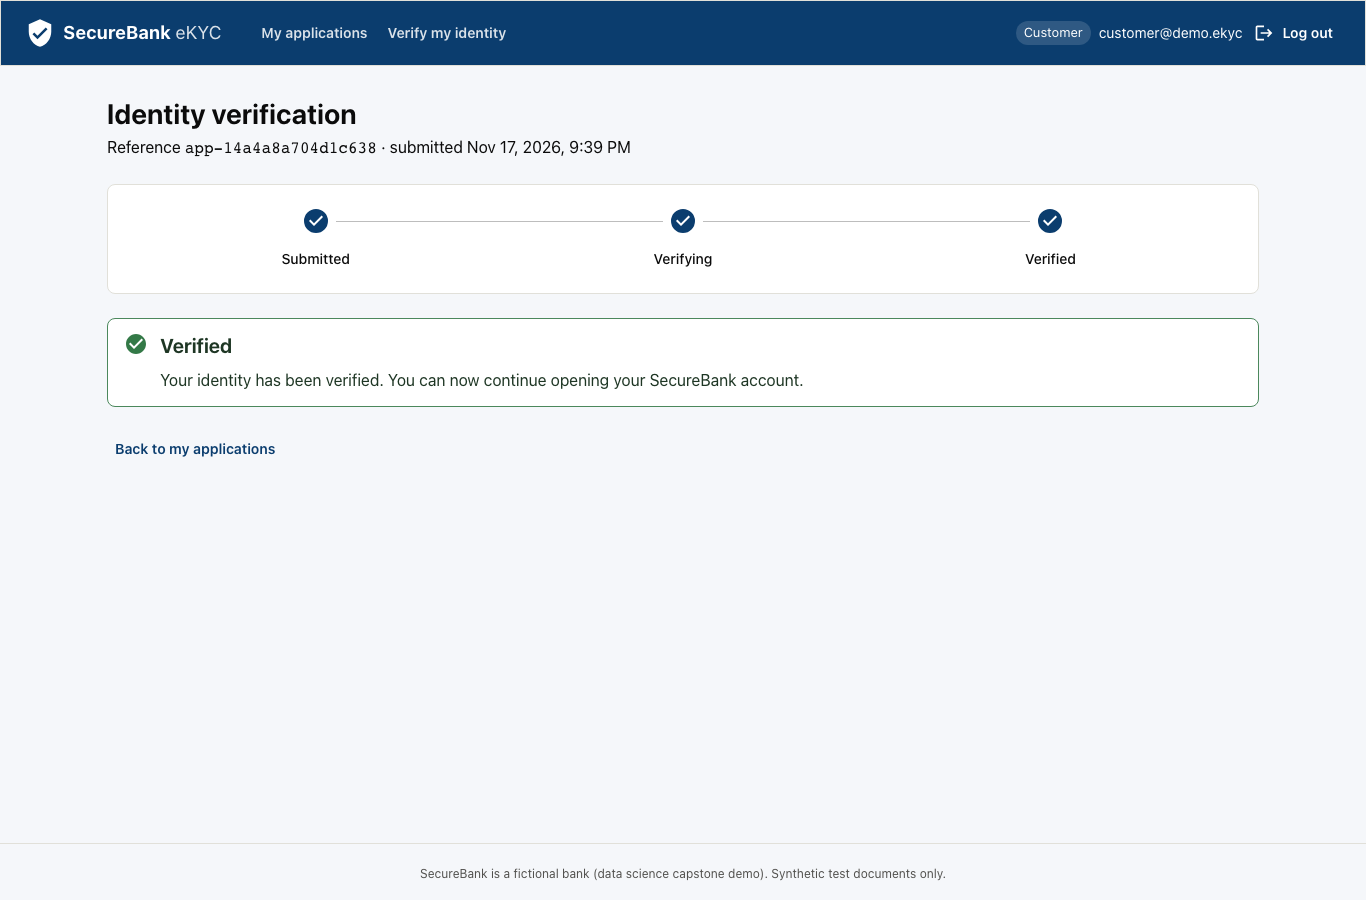 SecureBank eKYC My applications Verify my identity Customer customer@demo.ekyc Log out
Identity verification
Reference app-14a4a8a704d1c638 · submitted Nov 17, 2026, 9:39 PM
Submitted Verifying Verified
Verified
Your identity has been verified. You can now continue opening your SecureBank account.
Back to my applications
SecureBank is a fictional bank (data science capstone demo). Synthetic test documents only.